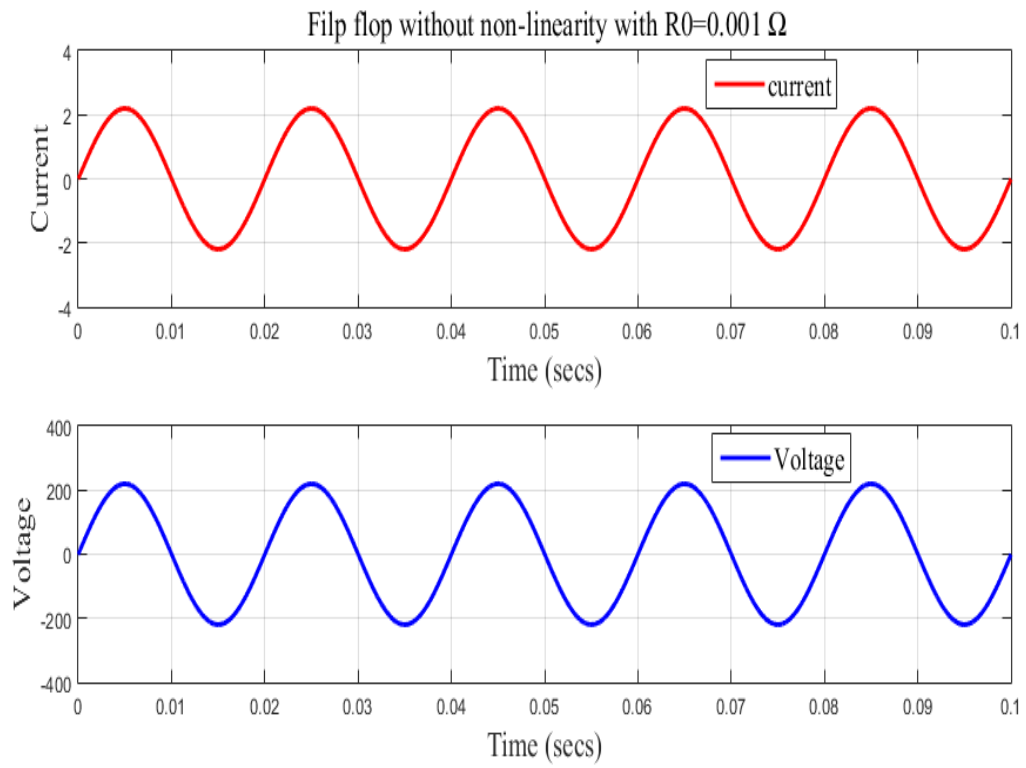 Filp flop without non-linearity with R0=0.001 Ω
4
current
2
0
-2
-4
Current
0 0.01 0.02 0.03 0.04 0.05 0.06 0.07 0.08 0.09 0.1
Time (secs)
400
Voltage
200
0
-200
-400
Voltage
0 0.01 0.02 0.03 0.04 0.05 0.06 0.07 0.08 0.09 0.1
Time (secs)